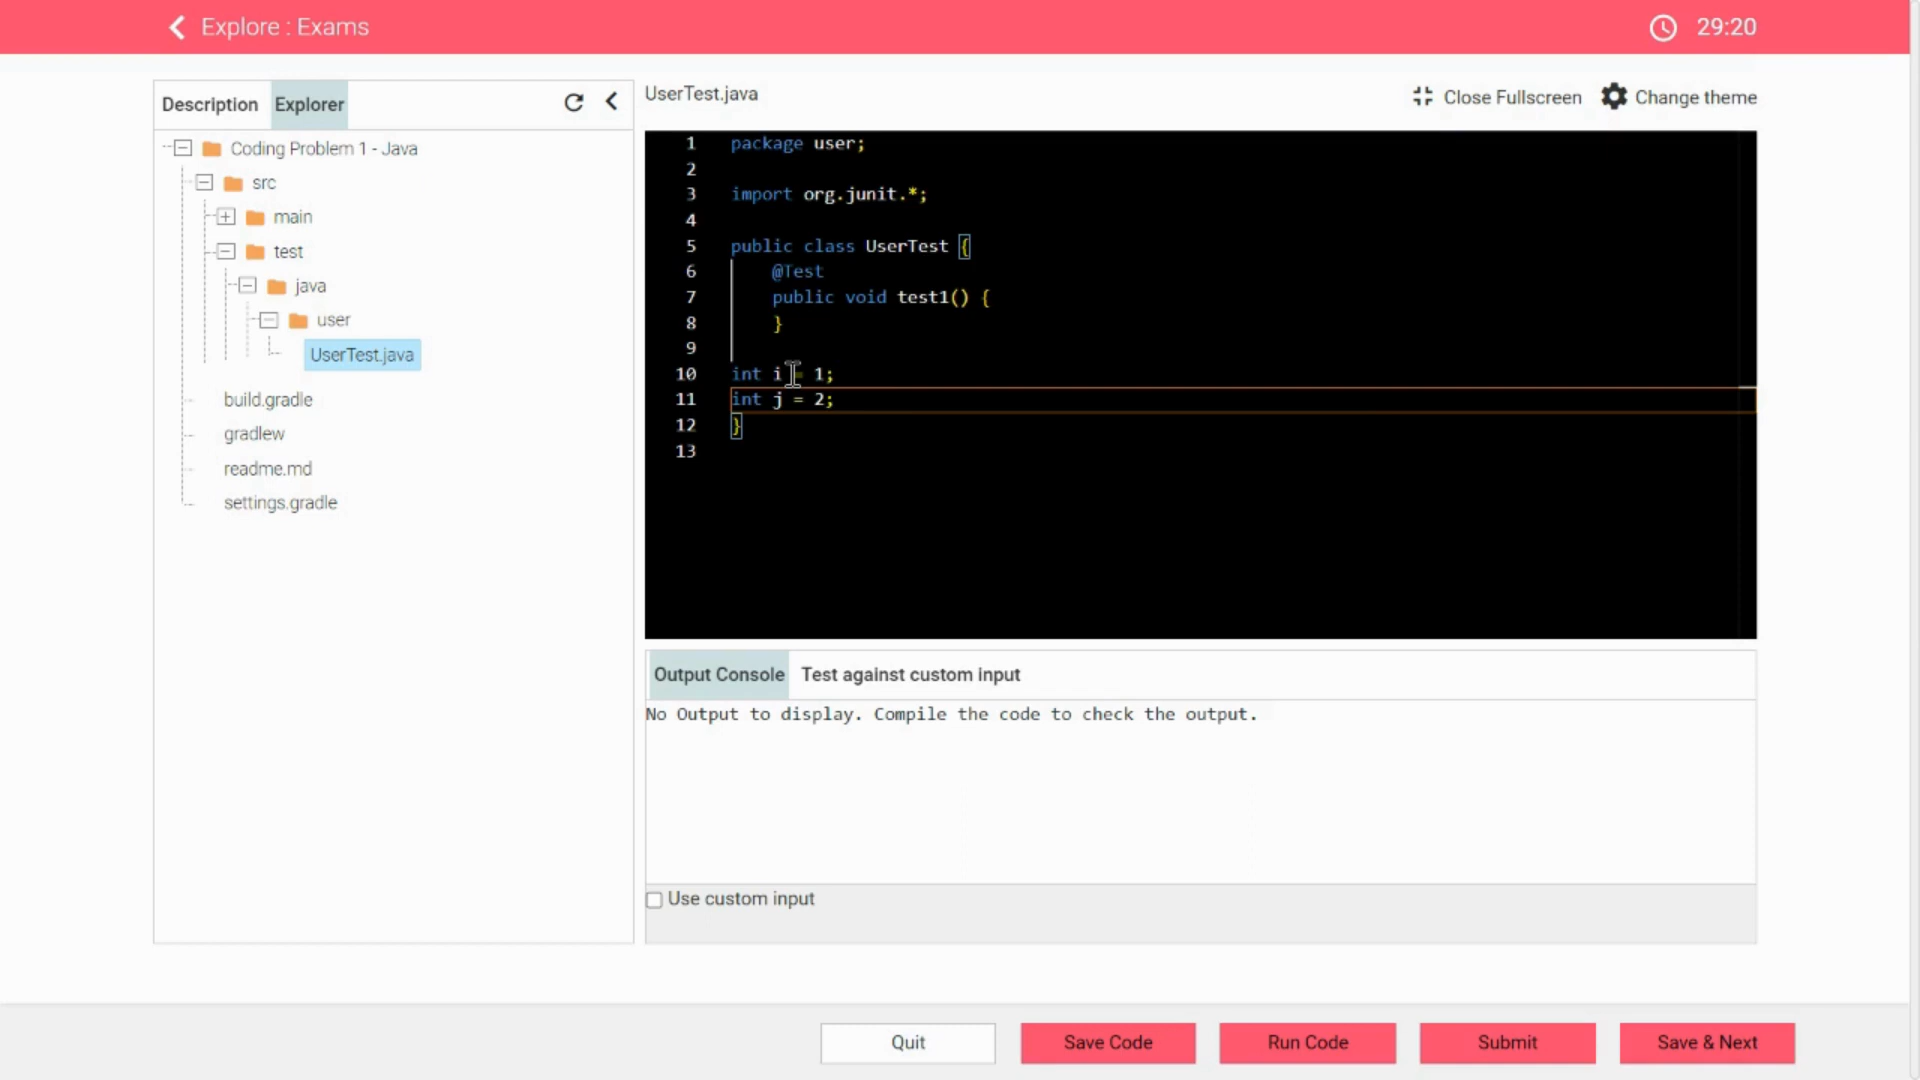 Explore : Exams
29:20
Description Explorer
Coding Problem 1 - Java
src
main
test
java
user
UserTest.java
build.gradle
gradlew
readme.md
settings.gradle
UserTest.java
Close Fullscreen Change theme
1 package user;
2
3 import org.junit.*;
4
5 public class UserTest {
6 @Test
7 public void test1() {
8 }
9
10 int i = 1;
11 int j = 2;
12 }
13
Output Console Test against custom input
No Output to display. Compile the code to check the output.
Use custom input
Quit Save Code Run Code Submit Save & Next